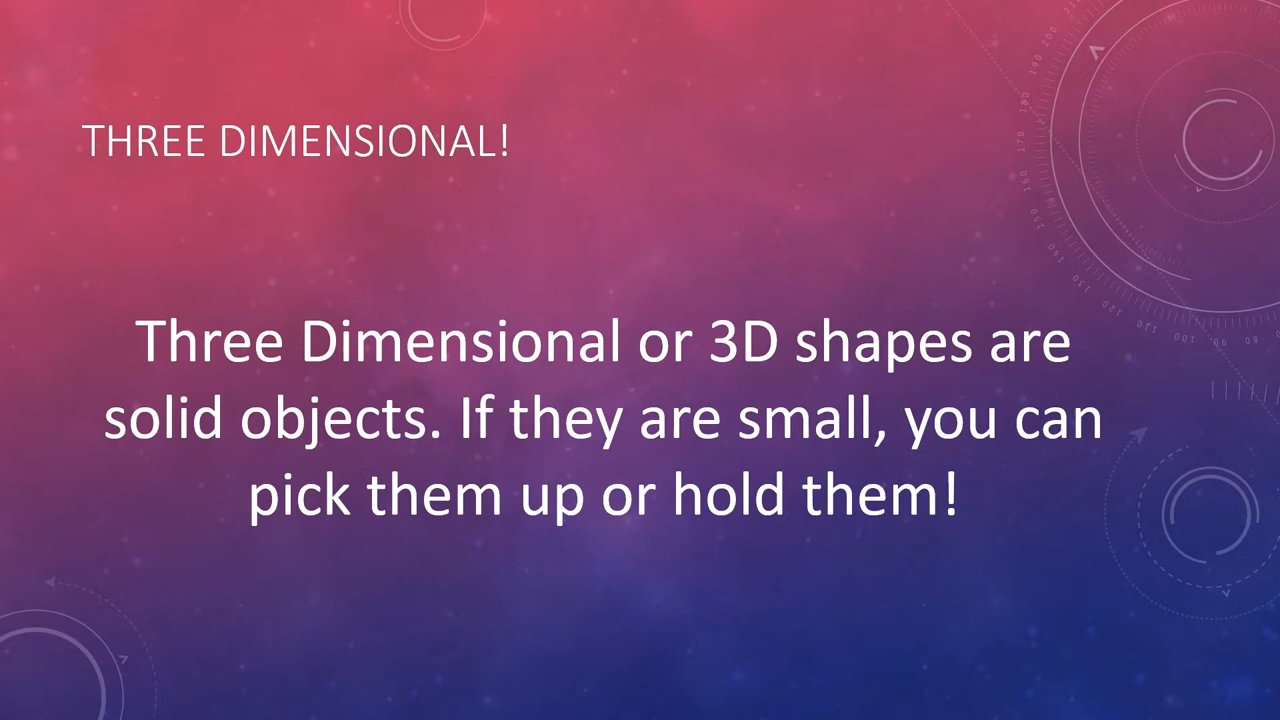 THREE DIMENSIONAL!
Three Dimensional or 3D shapes are
solid objects. If they are small, you can
pick them up or hold them!